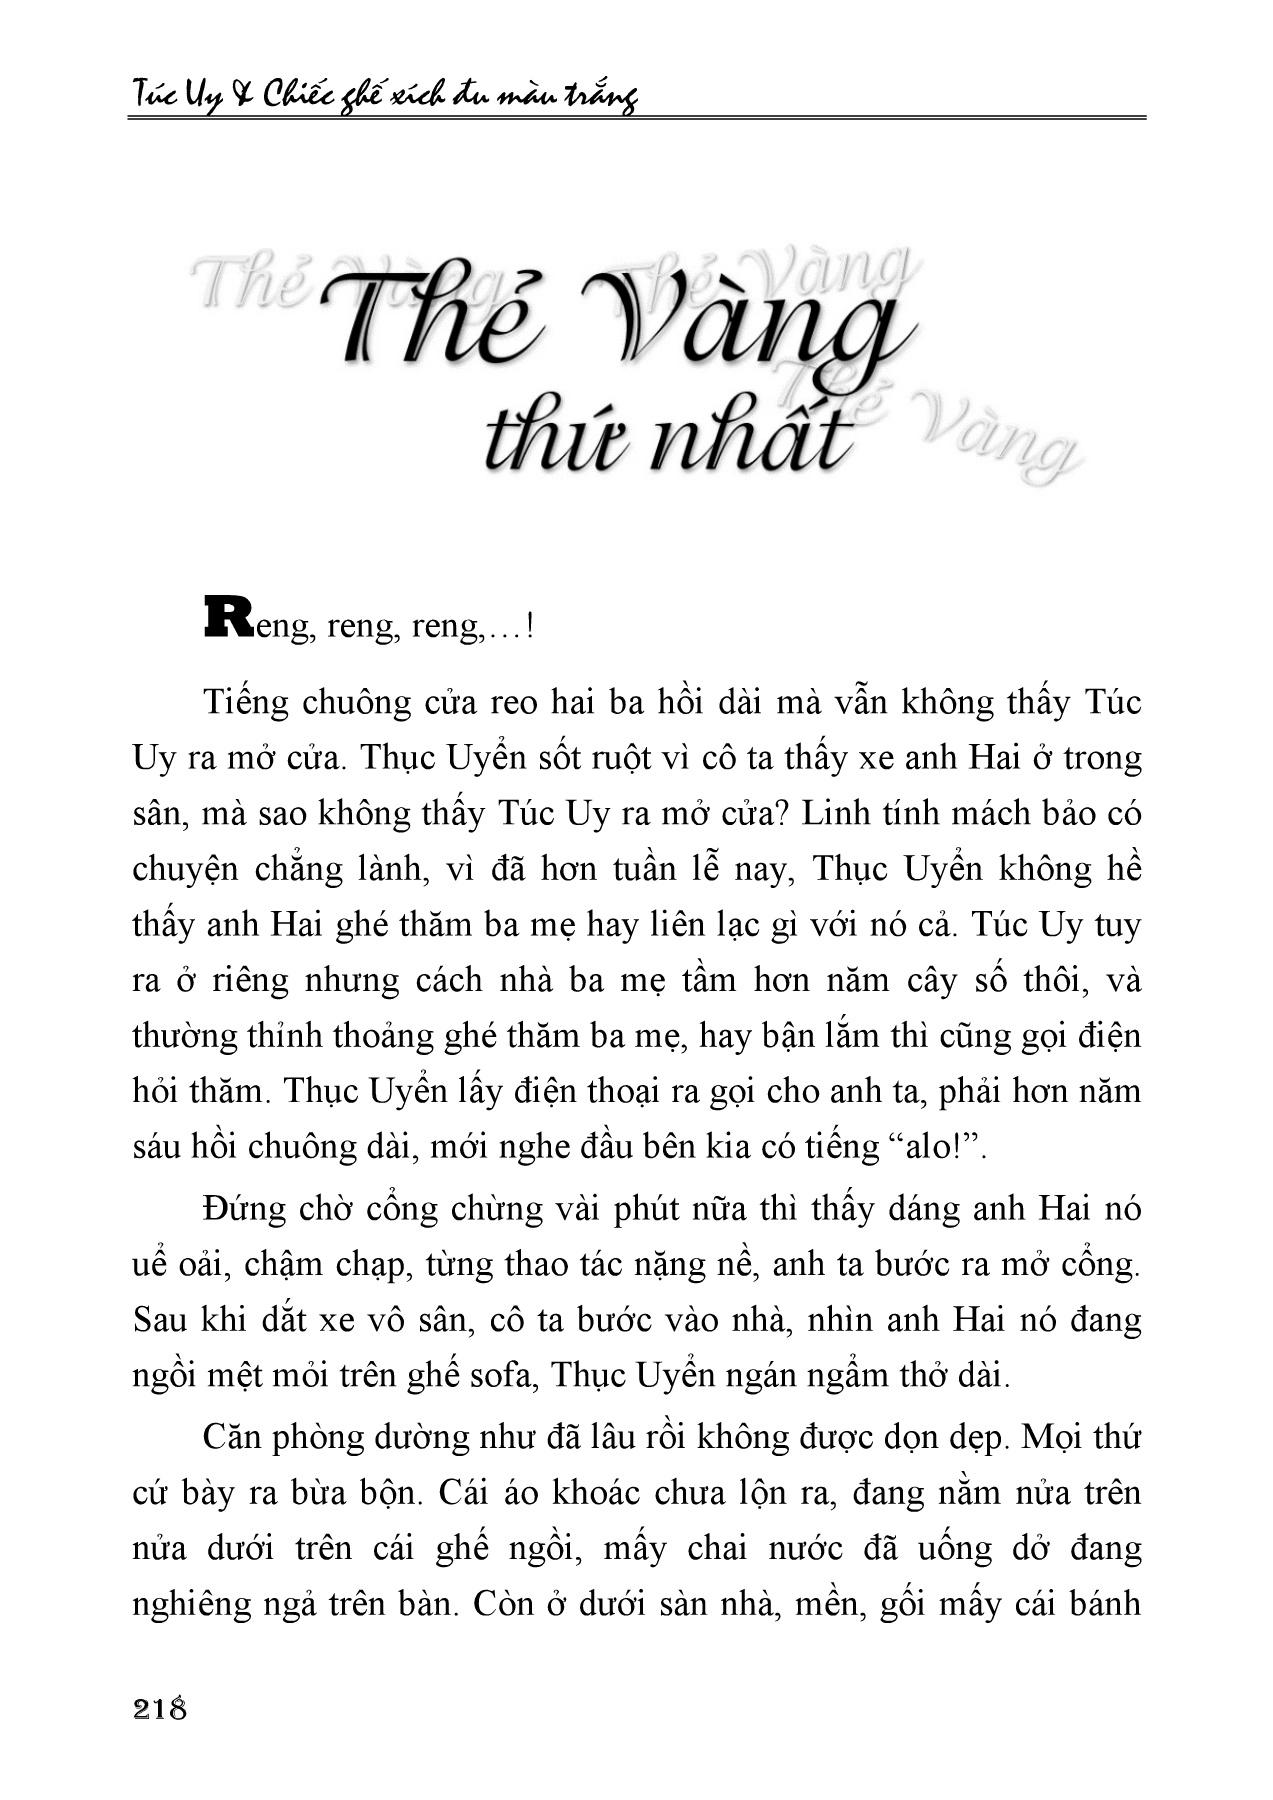 Túc Uy & Chiếc ghế xích đu màu trắng
Thẻ Vàng Thẻ Vàng
Thẻ Vàng
Thẻ Vàng
thứ nhất
Reng, reng, reng,…!
Tiếng chuông cửa reo hai ba hồi dài mà vẫn không thấy Túc
Uy ra mở cửa. Thục Uyển sốt ruột vì cô ta thấy xe anh Hai ở trong
sân, mà sao không thấy Túc Uy ra mở cửa? Linh tính mách bảo có
chuyện chẳng lành, vì đã hơn tuần lễ nay, Thục Uyển không hề
thấy anh Hai ghé thăm ba mẹ hay liên lạc gì với nó cả. Túc Uy tuy
ra ở riêng nhưng cách nhà ba mẹ tầm hơn năm cây số thôi, và
thường thỉnh thoảng ghé thăm ba mẹ, hay bận lắm thì cũng gọi điện
hỏi thăm. Thục Uyển lấy điện thoại ra gọi cho anh ta, phải hơn năm
sáu hồi chuông dài, mới nghe đầu bên kia có tiếng “alo!”.
Đứng chờ cổng chừng vài phút nữa thì thấy dáng anh Hai nó
uể oải, chậm chạp, từng thao tác nặng nề, anh ta bước ra mở cổng.
Sau khi dắt xe vô sân, cô ta bước vào nhà, nhìn anh Hai nó đang
ngồi mệt mỏi trên ghế sofa, Thục Uyển ngán ngẩm thở dài.
Căn phòng dường như đã lâu rồi không được dọn dẹp. Mọi thứ
cứ bày ra bừa bộn. Cái áo khoác chưa lộn ra, đang nằm nửa trên
nửa dưới trên cái ghế ngồi, mấy chai nước đã uống dở đang
nghiêng ngả trên bàn. Còn ở dưới sàn nhà, mền, gối mấy cái bánh
218